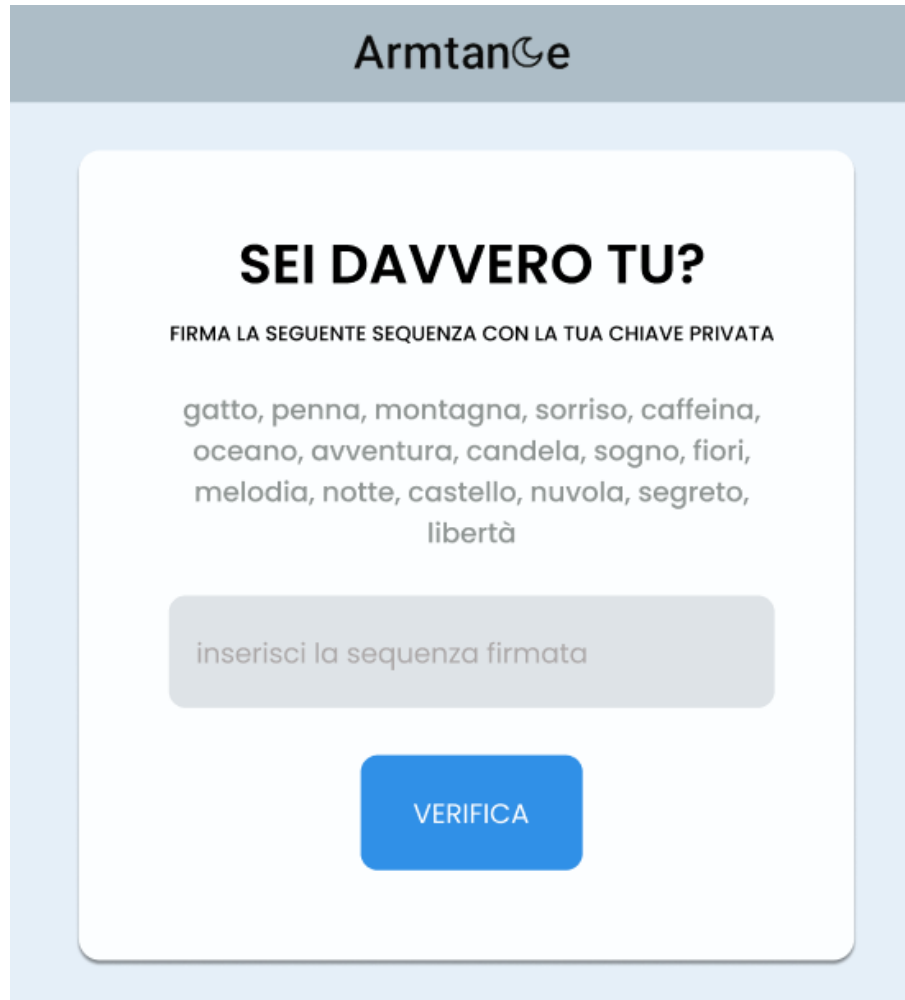 Armtance
SEI DAVVERO TU?
FIRMA LA SEGUENTE SEQUENZA CON LA TUA CHIAVE PRIVATA
gatto, penna, montagna, sorriso, caffeina,
oceano, avventura, candela, sogno, fiori,
melodia, notte, castello, nuvola, segreto,
libertà
inserisci la sequenza firmata
VERIFICA